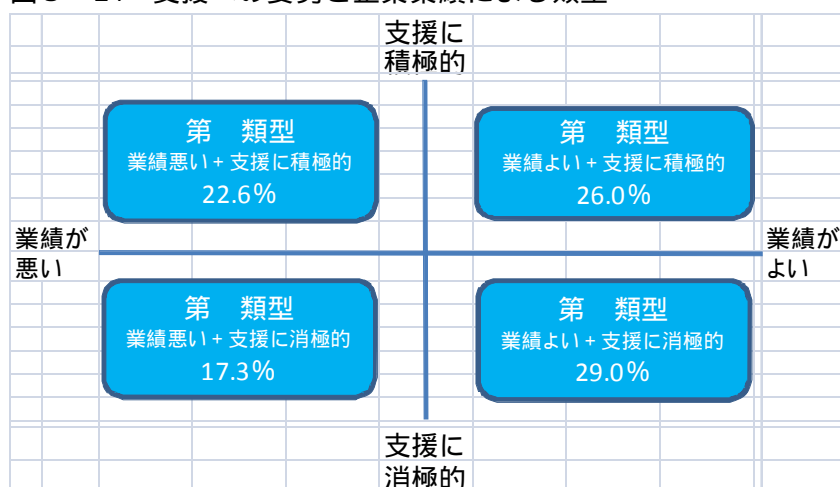 支援に
積極的
第 類型
業績悪い+支援に積極的
22.6%
第 類型
業績よい+支援に積極的
26.0%
業績が
悪い
業績が
よい
第 類型
業績悪い+支援に消極的
17.3%
第 類型
業績よい+支援に消極的
29.0%
支援に
消極的